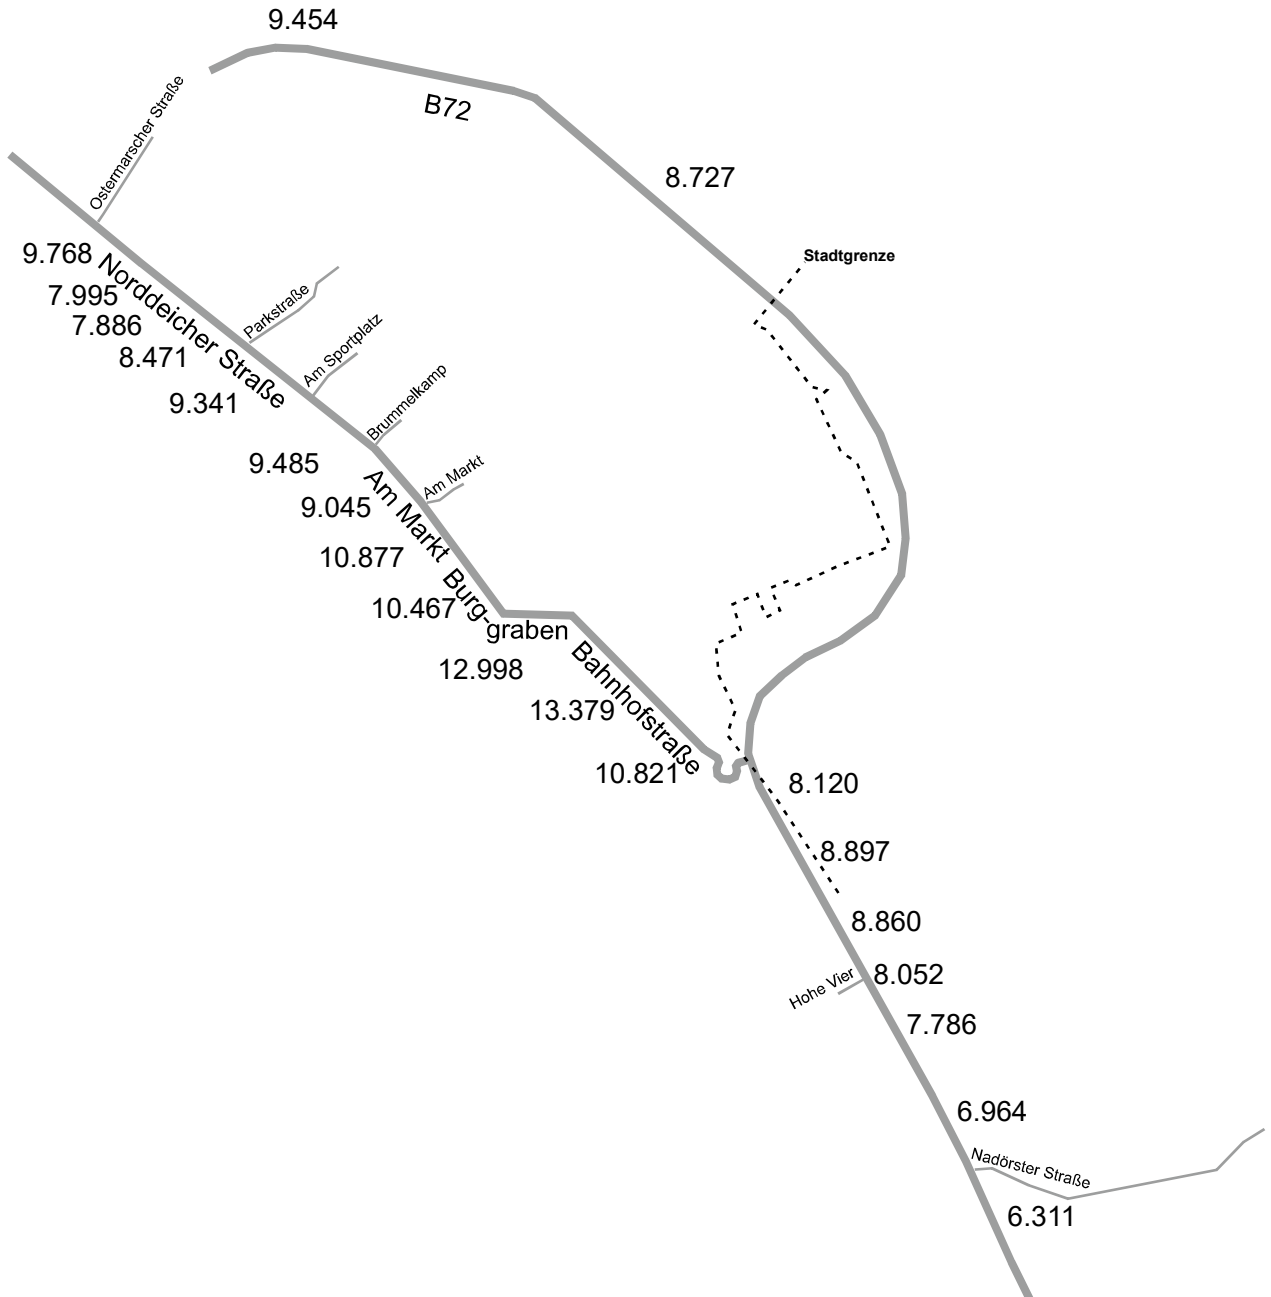 9.454
B72
Ostermarscher Straße
8.727
Stadtgrenze
9.768
Norddeicher Straße
7.995
7.886
8.471
9.341
Parkstraße
Am Sportplatz
Brummelkamp
9.485
Am Markt
Am Markt
9.045
10.877
10.467
Burg-
graben
12.998
Bahnhofstraße
13.379
10.821
8.120
8.897
8.860
Hohe Vier
8.052
7.786
6.964
Nadörster Straße
6.311